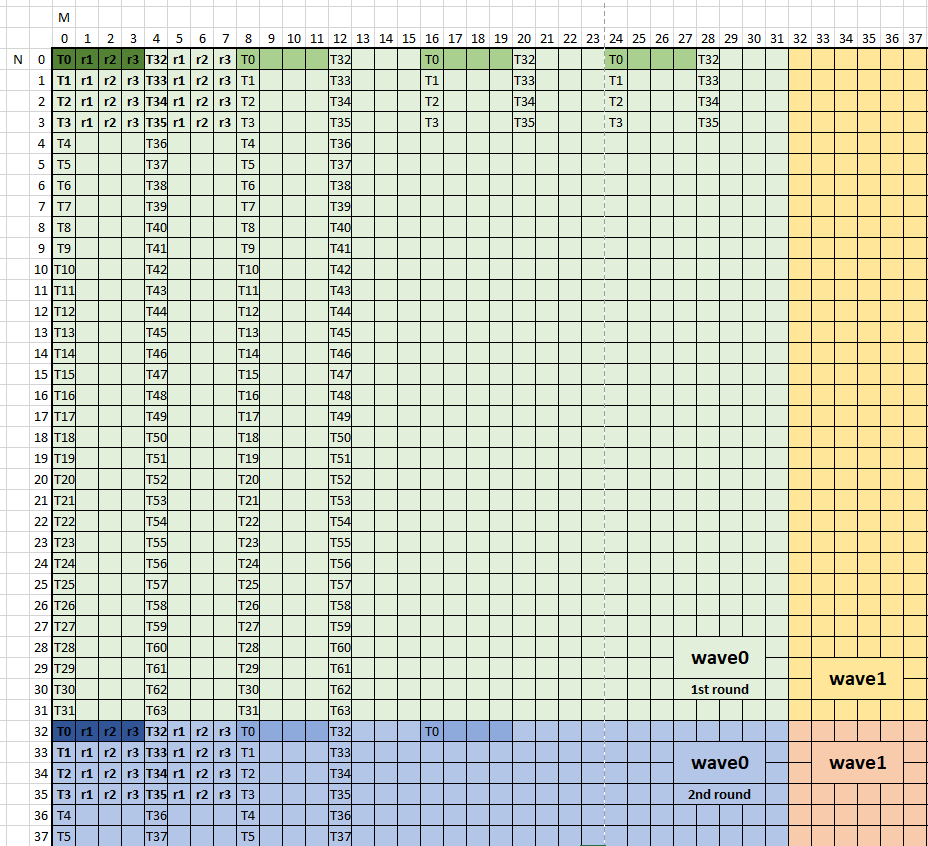 M
0 1 2 3 4 5 6 7 8 9 10 11 12 13 14 15 16 17 18 19 20 21 22 23 24 25 26 27 28 29 30 31 32 33 34 35 36 37
N 0 T0 r1 r2 r3 T32 r1 r2 r3 T0 T32 T0 T32 T0 T32
1 T1 r1 r2 r3 T33 r1 r2 r3 T1 T33 T1 T33 T1 T33
2 T2 r1 r2 r3 T34 r1 r2 r3 T2 T34 T2 T34 T2 T34
3 T3 r1 r2 r3 T35 r1 r2 r3 T3 T35 T3 T35 T3 T35
4 T4 T36 T4 T36
5 T5 T37 T5 T37
6 T6 T38 T6 T38
7 T7 T39 T7 T39
8 T8 T40 T8 T40
9 T9 T41 T9 T41
10 T10 T42 T10 T42
11 T11 T43 T11 T43
12 T12 T44 T12 T44
13 T13 T45 T13 T45
14 T14 T46 T14 T46
15 T15 T47 T15 T47
16 T16 T48 T16 T48
17 T17 T49 T17 T49
18 T18 T50 T18 T50
19 T19 T51 T19 T51
20 T20 T52 T20 T52
21 T21 T53 T21 T53
22 T22 T54 T22 T54
23 T23 T55 T23 T55
24 T24 T56 T24 T56
25 T25 T57 T25 T57
26 T26 T58 T26 T58
27 T27 T59 T27 T59
28 T28 T60 T28 T60
wave0
29 T29 T61 T29 T61
wave1
30 T30 T62 T30 T62 1st round
31 T31 T63 T31 T63
32 T0 r1 r2 r3 T32 r1 r2 r3 T0 T32 T0
33 T1 r1 r2 r3 T33 r1 r2 r3 T1 T33
wave0 wave1
34 T2 r1 r2 r3 T34 r1 r2 r3 T2 T34
35 T3 r1 r2 r3 T35 r1 r2 r3 T3 T35 2nd round
36 T4 T36 T4 T36
37 T5 T37 T5 T37